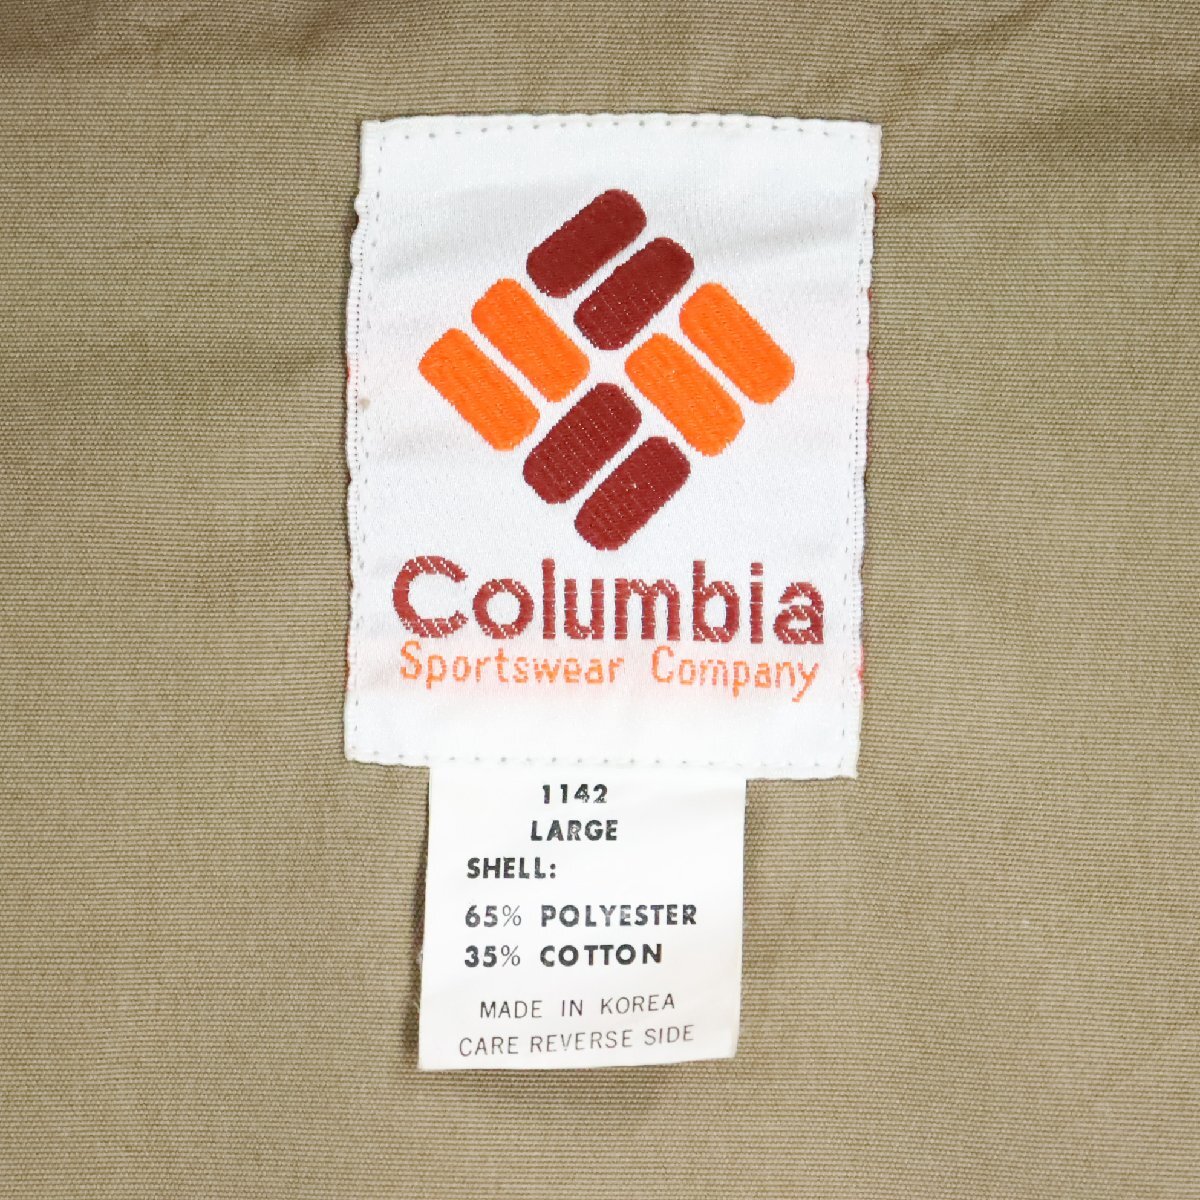 Columbia
Sportswear Company
1142
LARGE
SHELL:
65% POLYESTER
35% COTTON
MADE IN KOREA
CARE REVERSE SIDE